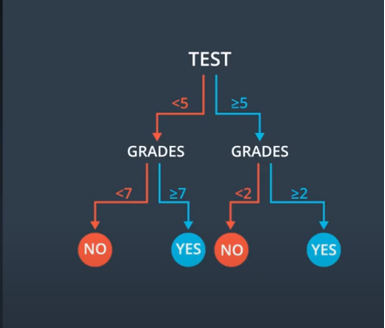 TEST
<5 ≥5
GRADES GRADES
<7 ≥7 <2 ≥2
NO YES NO YES